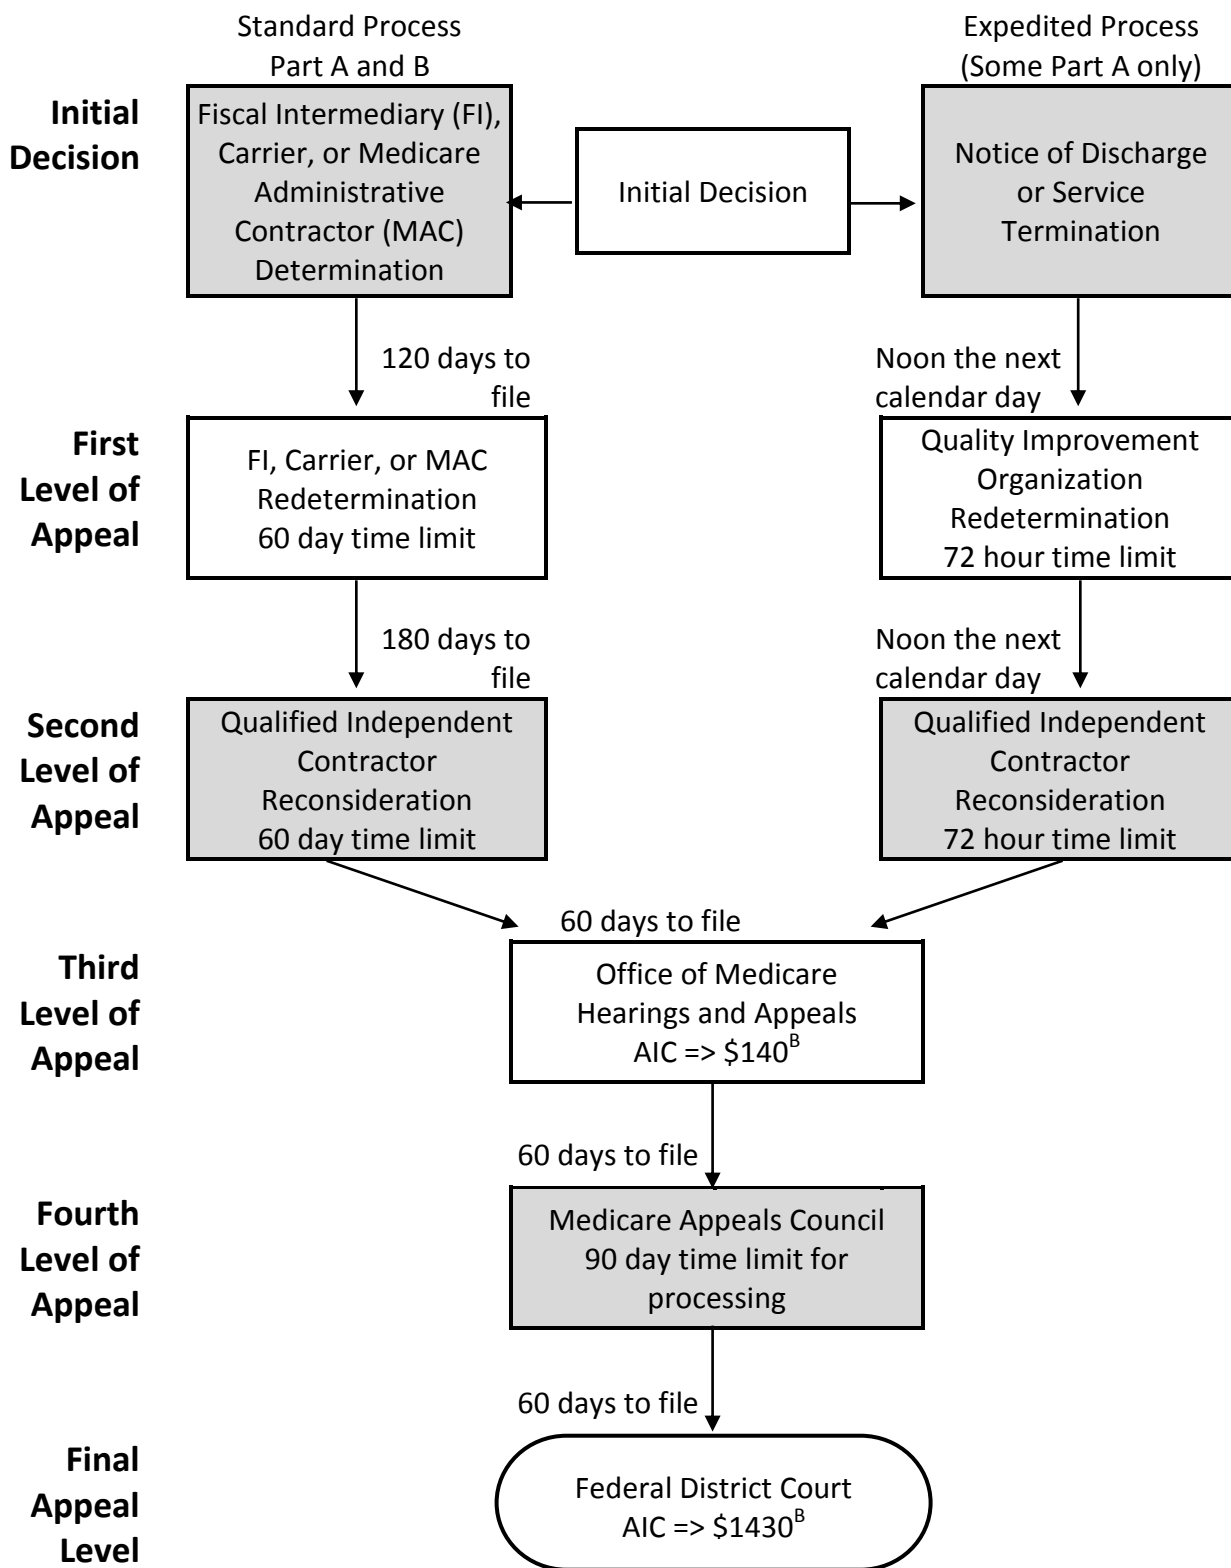 Standard Process
Part A and B
Expedited Process
(Some Part A only)
Initial
Decision
Fiscal Intermediary (FI),
Carrier, or Medicare
Administrative
Contractor (MAC)
Determination
Initial Decision
Notice of Discharge
or Service
Termination
120 days to
file
Noon the next
calendar day
First
Level of
Appeal
FI, Carrier, or MAC
Redetermination
60 day time limit
Quality Improvement
Organization
Redetermination
72 hour time limit
180 days to
file
Noon the next
calendar day
Second
Level of
Appeal
Qualified Independent
Contractor
Reconsideration
60 day time limit
Qualified Independent
Contractor
Reconsideration
72 hour time limit
60 days to file
Third
Level of
Appeal
Office of Medicare
Hearings and Appeals
AIC => $140B
60 days to file
Fourth
Level of
Appeal
Medicare Appeals Council
90 day time limit for
processing
60 days to file
Final
Appeal
Level
Federal District Court
AIC => $1430B